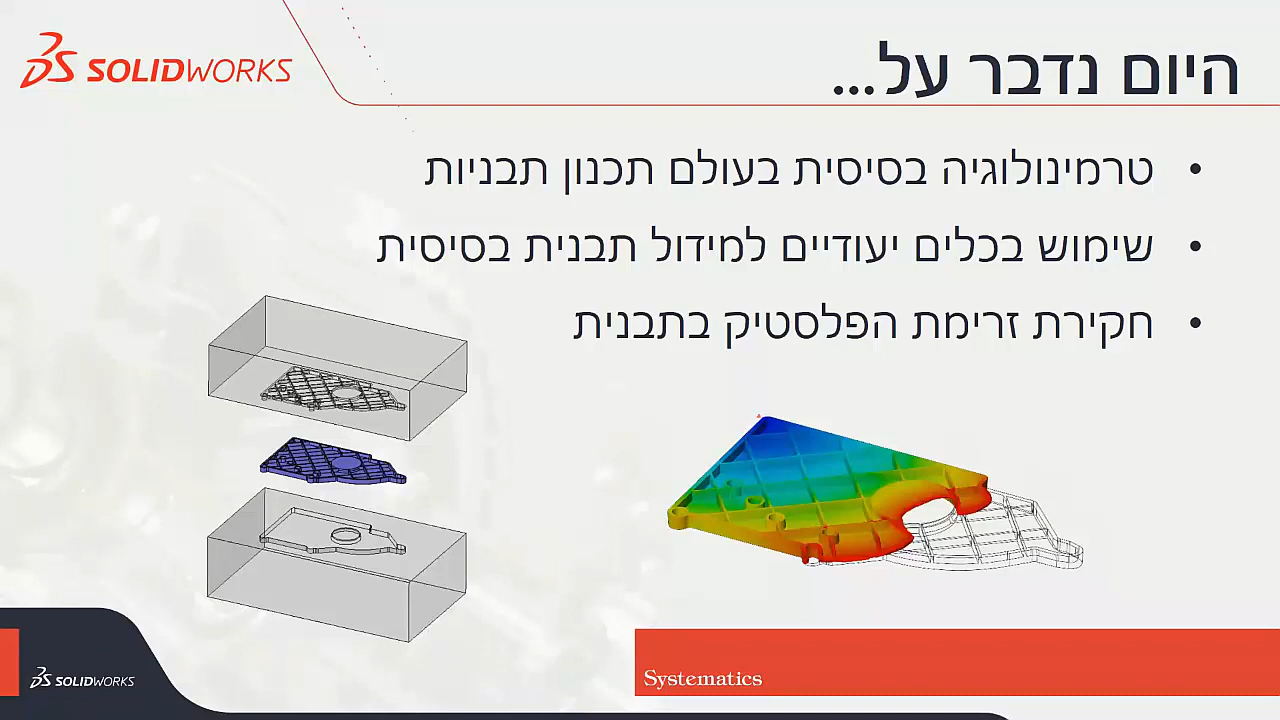 SOLIDWORKS
היום נדבר על...
• טרמינולוגיה בסיסית בעולם תכנון תבניות
• שימוש בכלים יעודיים למידול תבנית בסיסית
• חקירת זרימת הפלסטיק בתבנית
Systematics
SOLIDWORKS